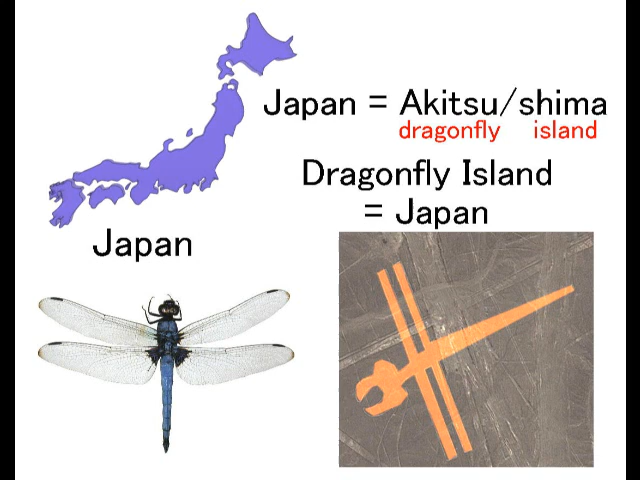 Japan = Akitsu/shima
dragonfly island
Dragonfly Island
= Japan
Japan